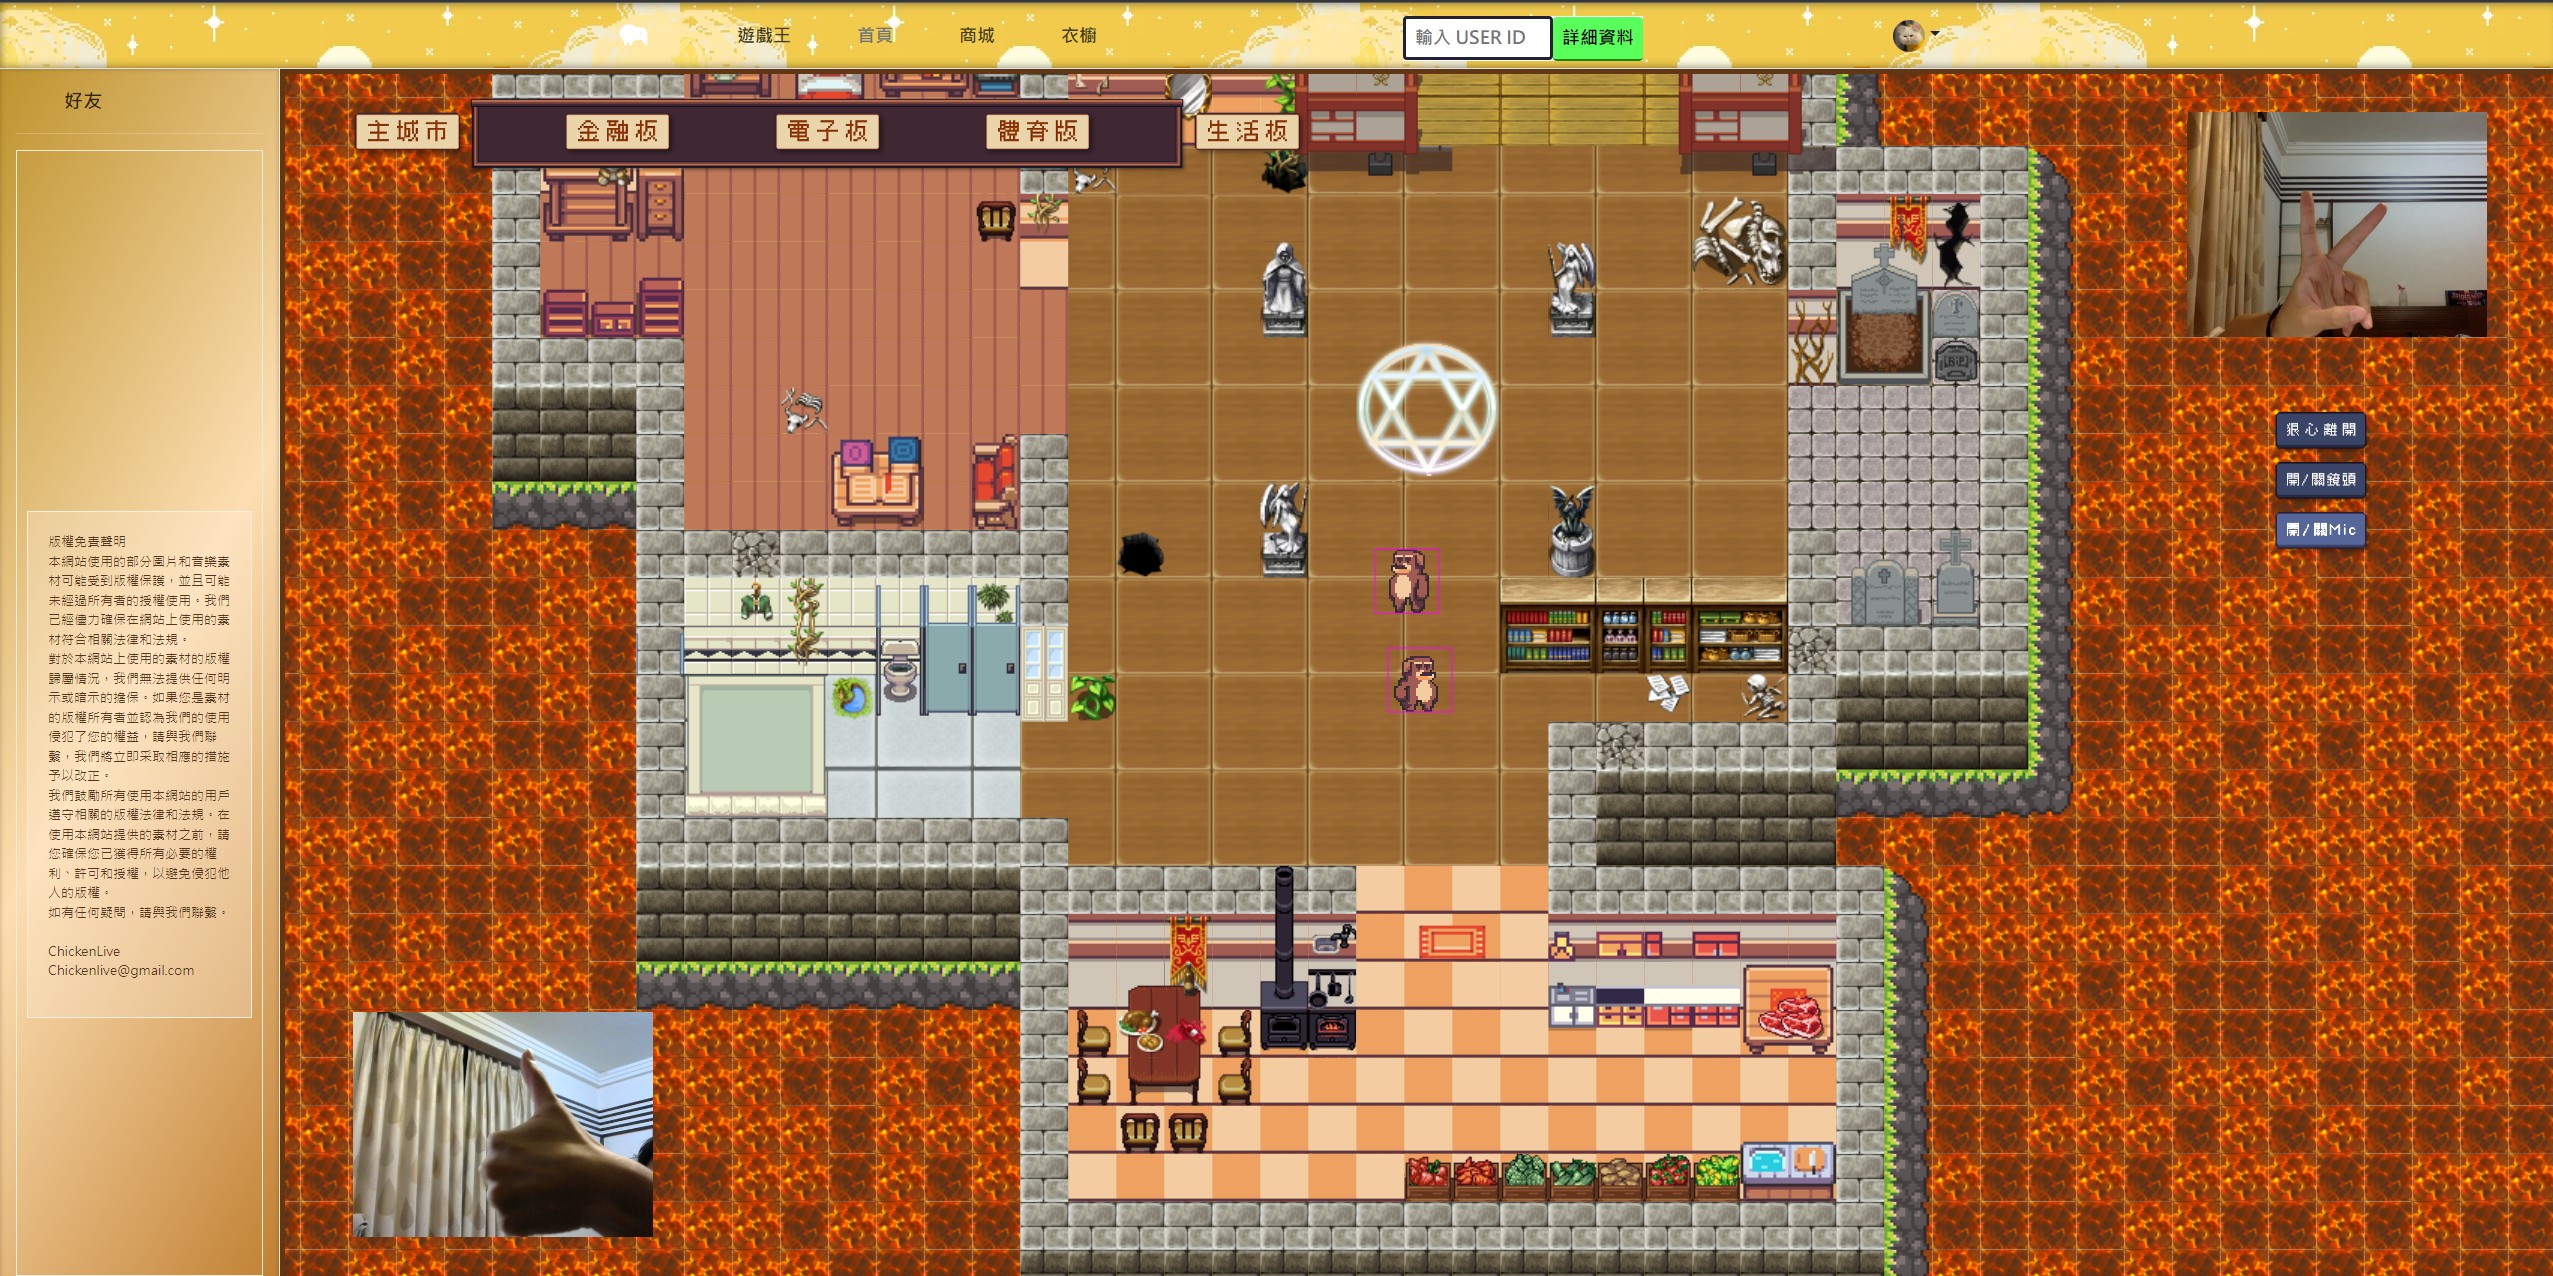 遊戲王
首頁
商城
衣櫥
輸入 USER ID
詳細資料
好友
主城市
金融板
電子板
體育版
生活板
狠心離開
開/關鏡頭
開/關Mic
RIP
版權免責聲明
本網站使用的部分圖片和音樂素
材可能受到版權保護，並且可能
未經過所有者的授權使用。我們
已經儘力確保在網站上使用的素
材符合相關法律和法規。
對於本網站上使用的素材的版權
歸屬情況，我們無法提供任何明
示或暗示的擔保。如果您是素材
的版權所有者並認為我們的使用
侵犯了您的權益，請與我們聯
繫，我們將立即采取相應的措施
予以改正。
我們鼓勵所有使用本網站的用戶
遵守相關的版權法律和法規。在
使用本網站提供的素材之前，請
您確保您已獲得所有必要的權
利、許可和授權，以避免侵犯他
人的版權。
如有任何疑問，請與我們聯繫。
ChickenLive
Chickenlive@gmail.com